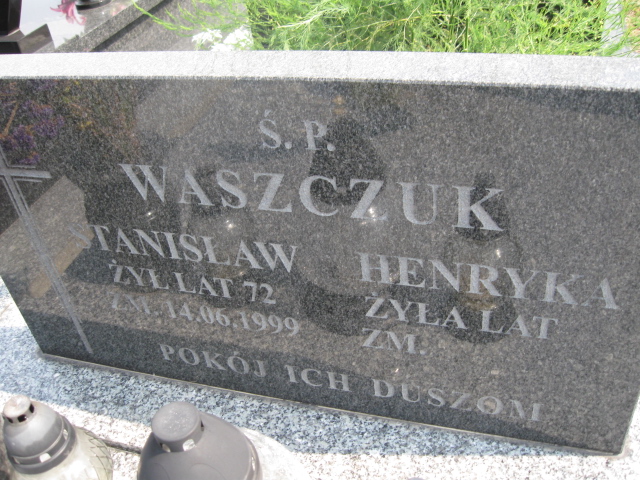 Ś. P.
WASZCZUK
STANISŁAW HENRYKA
ŻYŁ LAT 72 ŻYŁA LAT
ZM. 14.06.1999 ZM.
POKÓJ ICH DUSZOM